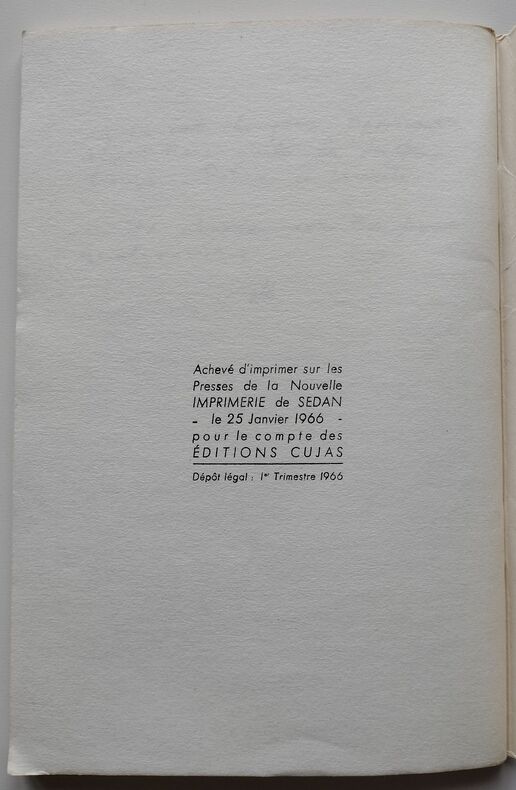 Achevé d'imprimer sur les
Presses de la Nouvelle
IMPRIMERIE de SEDAN
- le 25 Janvier 1966 -
pour le compte des
ÉDITIONS CUJAS
Dépôt légal : 1er Trimestre 1966